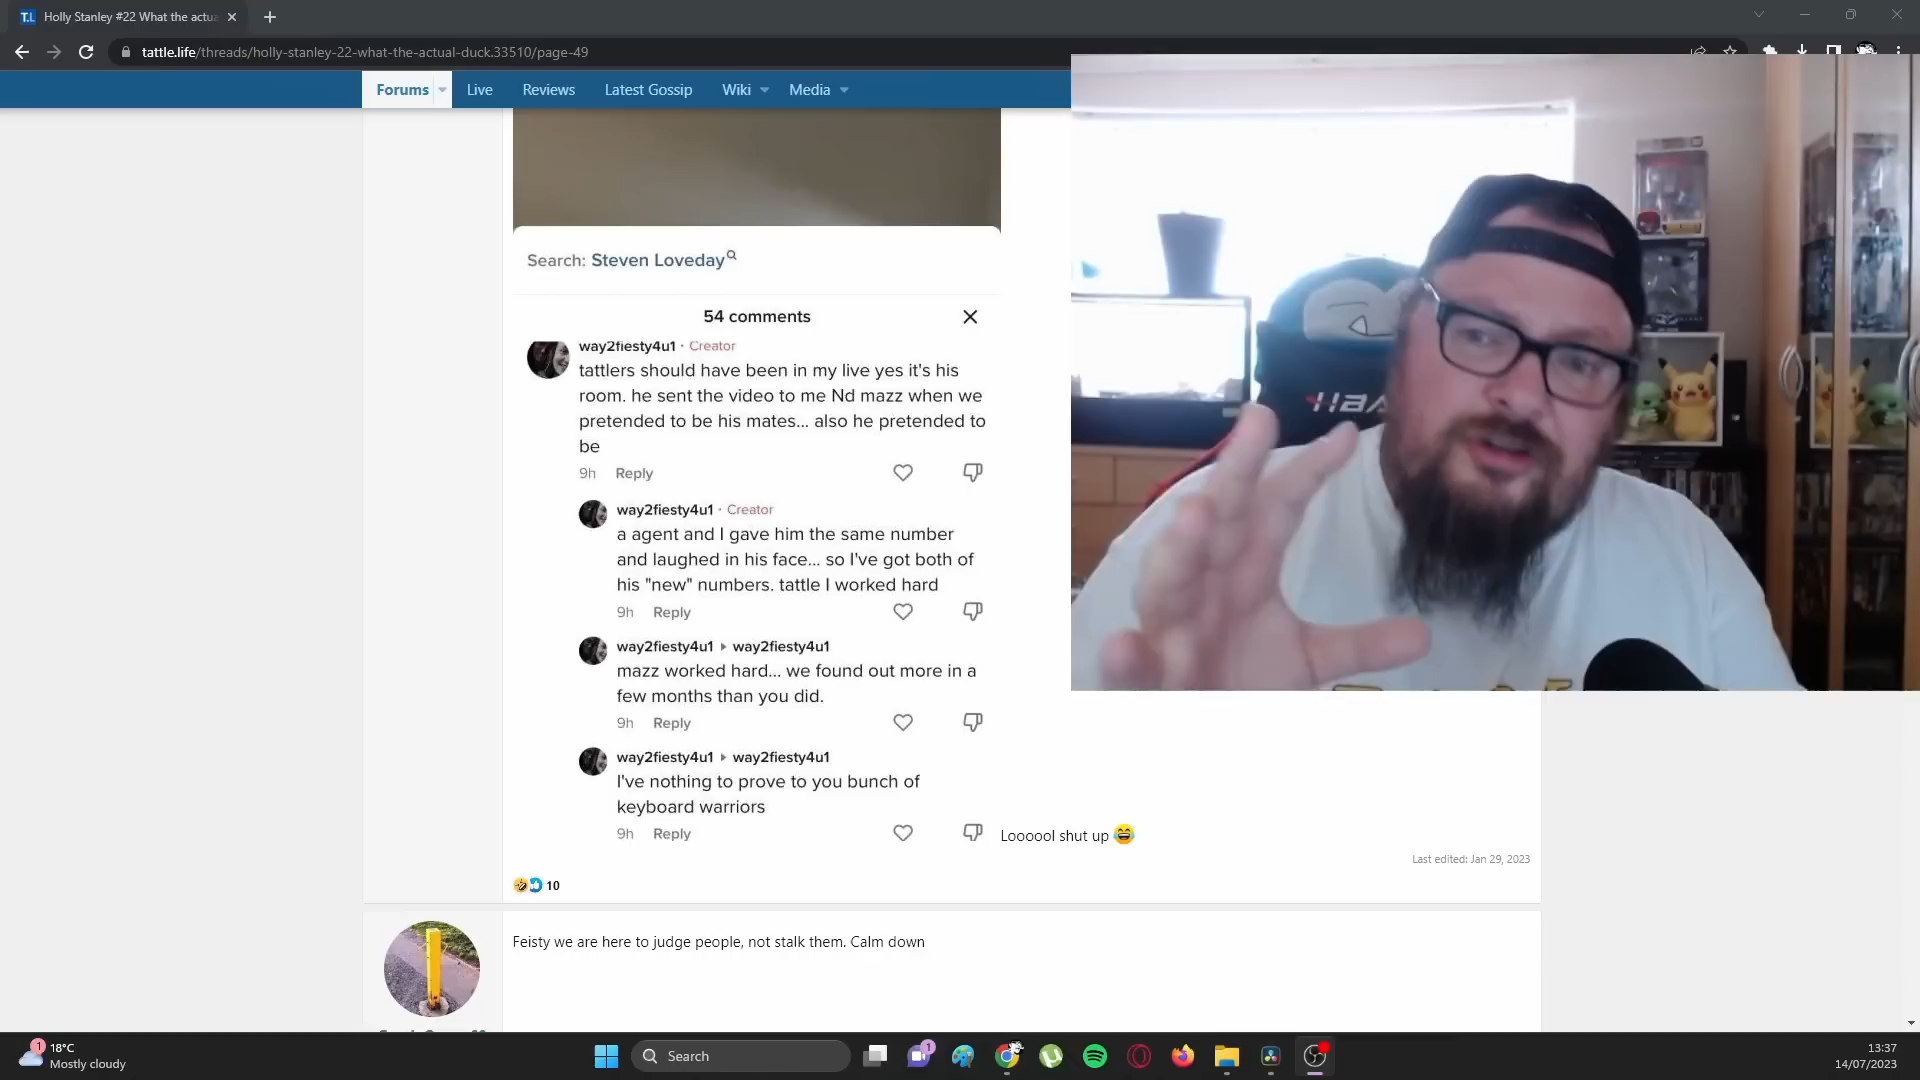 Holly Stanley #22 What the actua
tattle.life/threads/holly-stanley-22-what-the-actual-duck.33510/page-49
Forums Live Reviews Latest Gossip Wiki Media
Search: Steven Loveday
54 comments
way2fiesty4u1 · Creator
tattlers should have been in my live yes it's his
room. he sent the video to me Nd mazz when we
pretended to be his mates... also he pretended to
be
9h Reply
way2fiesty4u1 · Creator
a agent and I gave him the same number
and laughed in his face... so I've got both of
his "new" numbers. tattle I worked hard
9h Reply
way2fiesty4u1 way2fiesty4u1
mazz worked hard... we found out more in a
few months than you did.
9h Reply
way2fiesty4u1 way2fiesty4u1
I've nothing to prove to you bunch of
keyboard warriors
9h Reply
Loooool shut up 😂
Last edited: Jan 29, 2023
10
Feisty we are here to judge people, not stalk them. Calm down
1
18°C
Mostly cloudy
Search
1
13:37
14/07/2023